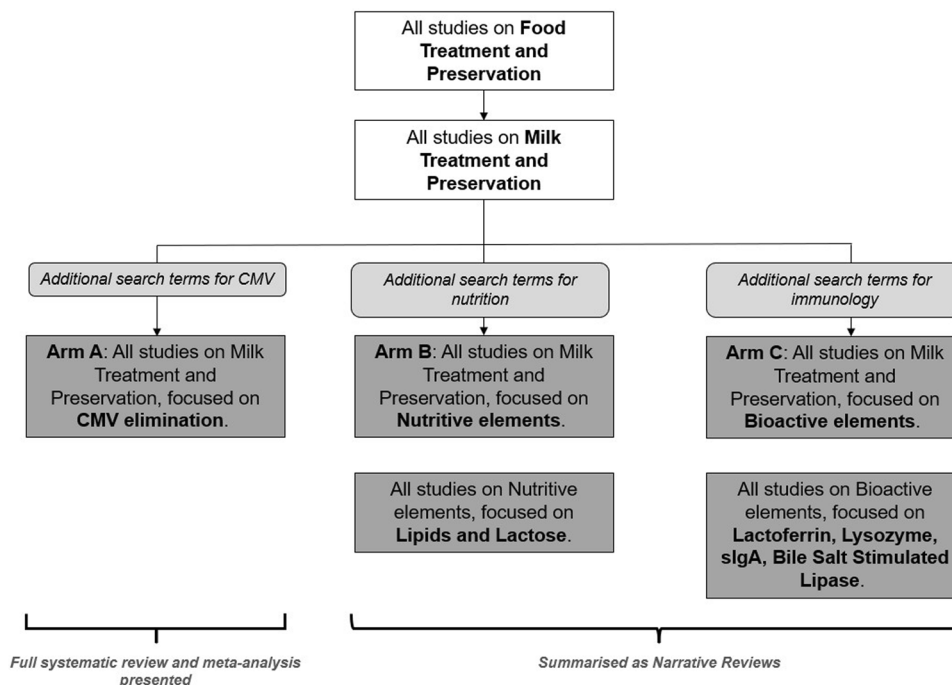 All studies on Food
Treatment and
Preservation
All studies on Milk
Treatment and
Preservation
Additional search terms for CMV
Additional search terms for
nutrition
Additional search terms for
immunology
Arm A: All studies on Milk
Treatment and
Preservation, focused on
CMV elimination.
Arm B: All studies on Milk
Treatment and
Preservation, focused on
Nutritive elements.
Arm C: All studies on Milk
Treatment and
Preservation, focused on
Bioactive elements.
All studies on Nutritive
elements, focused on
Lipids and Lactose.
All studies on Bioactive
elements, focused on
Lactoferrin, Lysozyme,
sIgA, Bile Salt Stimulated
Lipase.
Full systematic review and meta-analysis
presented
Summarised as Narrative Reviews